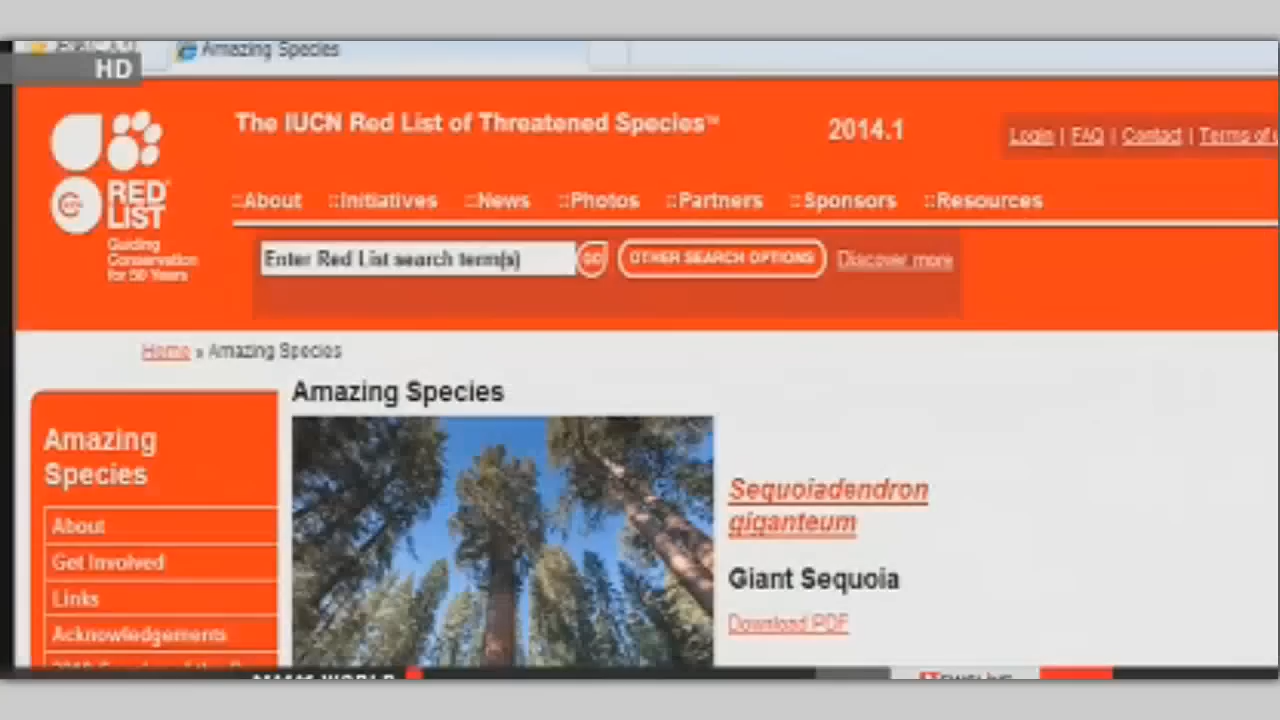 Amazing Species
HD
The IUCN Red List of Threatened Species™
2014.1
Login | FAQ | Contact | Terms of
RED
LIST
Guiding
Conservation
for 50 Years
::About ::Initiatives ::News ::Photos ::Partners ::Sponsors ::Resources
Enter Red List search term(s) GO OTHER SEARCH OPTIONS Discover more
Home » Amazing Species
Amazing Species
Amazing
Species
About
Get Involved
Links
Acknowledgements
Sequoiadendron
giganteum
Giant Sequoia
Download PDF
WORLD